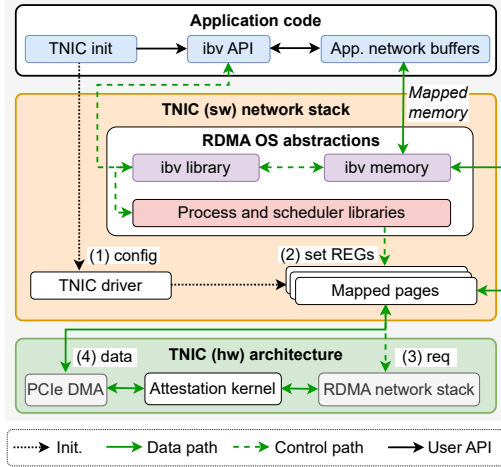 Application code
TNIC init
ibv API
App. network buffers
Mapped
memory
TNIC (sw) network stack
RDMA OS abstractions
ibv library
ibv memory
Process and scheduler libraries
(1) config
(2) set REGs
TNIC driver
Mapped pages
(4) data
TNIC (hw) architecture
(3) req
PCIe DMA
Attestation kernel
RDMA network stack
Init.
Data path
Control path
User API